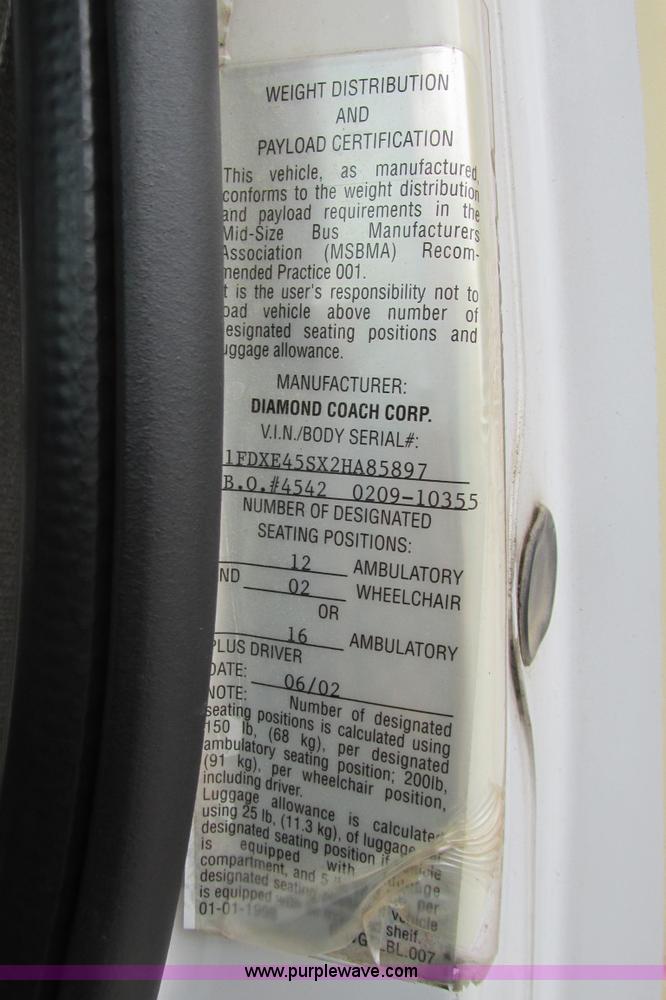 WEIGHT DISTRIBUTION
AND
PAYLOAD CERTIFICATION
This vehicle, as manufactured,
conforms to the weight distribution
and payload requirements in the
Mid-Size Bus Manufacturers
Association (MSBMA) Recom-
mended Practice 001.
t is the user's responsibility not to
oad vehicle above number of
esignated seating positions and
uggage allowance.
MANUFACTURER:
DIAMOND COACH CORP.
V.I.N./BODY SERIAL#:
1FDXE45SX2HA85897
B.O.#4542 0209-10355
NUMBER OF DESIGNATED
SEATING POSITIONS:
12 AMBULATORY
ND 02 WHEELCHAIR
OR
16 AMBULATORY
PLUS DRIVER
DATE: 06/02
NOTE: Number of designated
seating positions is calculated using
150 lb, (68 kg), per designated
ambulatory seating position; 200lb,
(91 kg), per wheelchair position,
including driver.
Luggage allowance is calculated
using 25 lb, (11.3 kg), of luggage
designated seating position if
is equipped with
compartment, and 5 per
designated seating
is equipped vehicle
01-01-1998 shelf.
LBL.007
www.purplewave.com